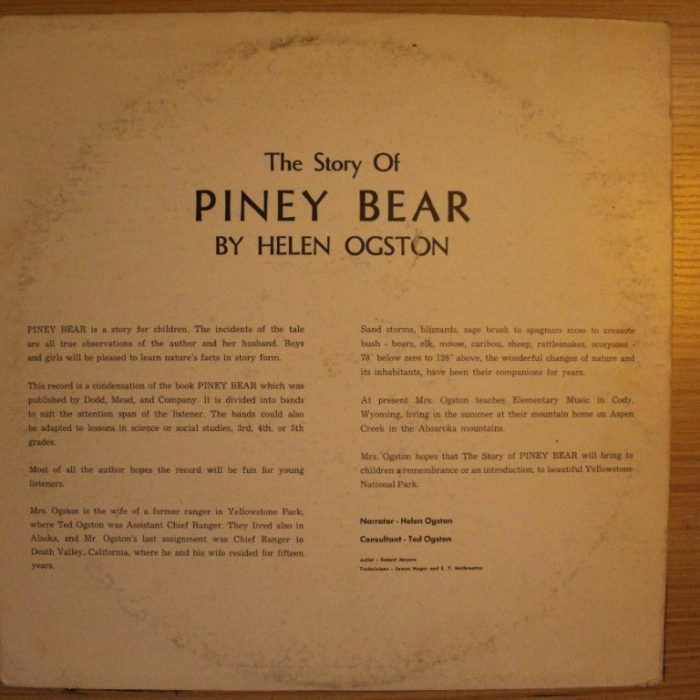 The Story Of
PINEY BEAR
BY HELEN OGSTON
PINEY BEAR is a story for children. The incidents of the tale
are all true observations of the author and her husband. Boys
and girls will be pleased to learn nature's facts in story form.
This record is a condensation of the book PINEY BEAR which was
published by Dodd, Mead, and Company. It is divided into bands
to suit the attention span of the listener. The bands could also
be adapted to lessons in science or social studies, 3rd, 4th, or 5th
grades.
Most of all the author hopes the record will be fun for young
listeners.
Mrs. Ogston is the wife of a former ranger in Yellowstone Park,
where Ted Ogston was Assistant Chief Ranger. They lived also in
Alaska, and Mr. Ogston's last assignment was Chief Ranger in
Death Valley, California, where he and his wife resided for fifteen
years.
Sand storms, blizzards, sage brush to spagnum moss to creasote
bush - bears, elk, moose, caribou, sheep, rattlesnakes, scorpions -
78° below zero to 126° above, the wonderful changes of nature and
its inhabitants, have been their companions for years.
At present Mrs. Ogston teaches Elementary Music in Cody,
Wyoming, living in the summer at their mountain home on Aspen
Creek in the Absaroka mountains.
Mrs. Ogston hopes that The Story of PINEY BEAR will bring to
children a remembrance or an introduction, to beautiful Yellowstone
National Park.
Narrator - Helen Ogston
Consultant - Ted Ogston
Artist - Robert Meyers
Technicians - James Hager and E. T.